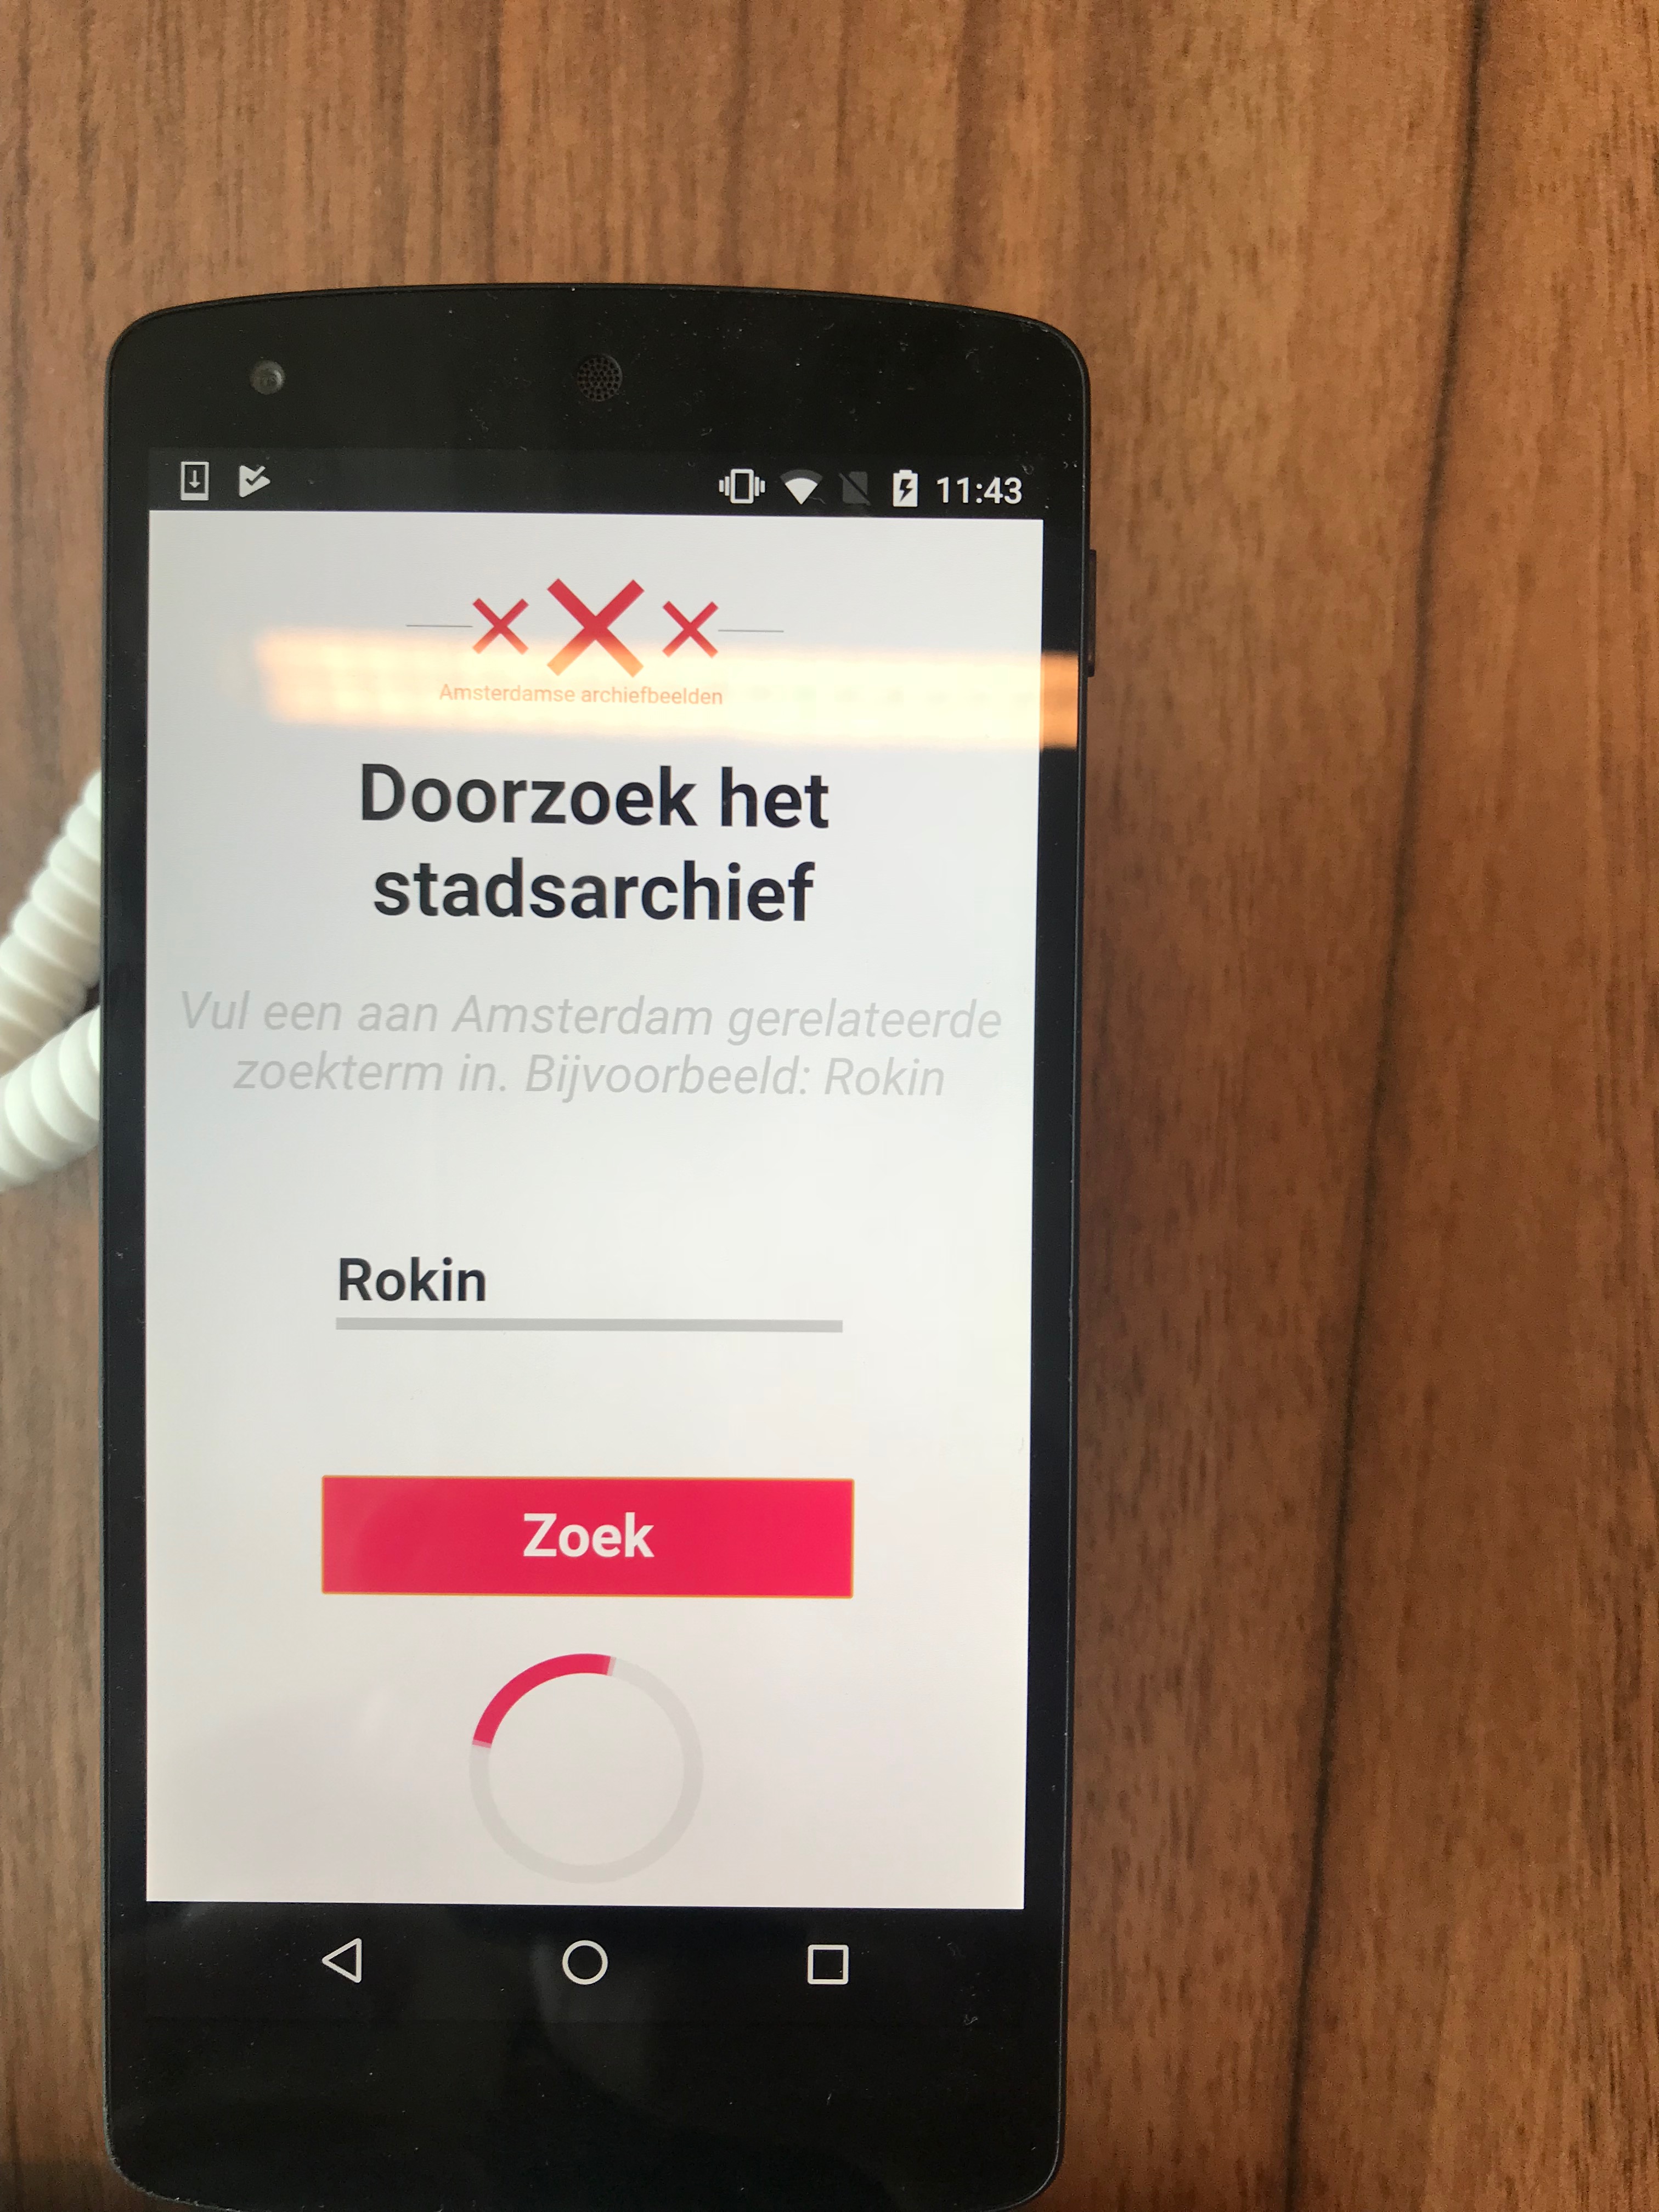 11:43
Amsterdamse archiefbeelden
Doorzoek het
stadsarchief
Vul een aan Amsterdam gerelateerde
zoekterm in. Bijvoorbeeld: Rokin
Rokin
Zoek